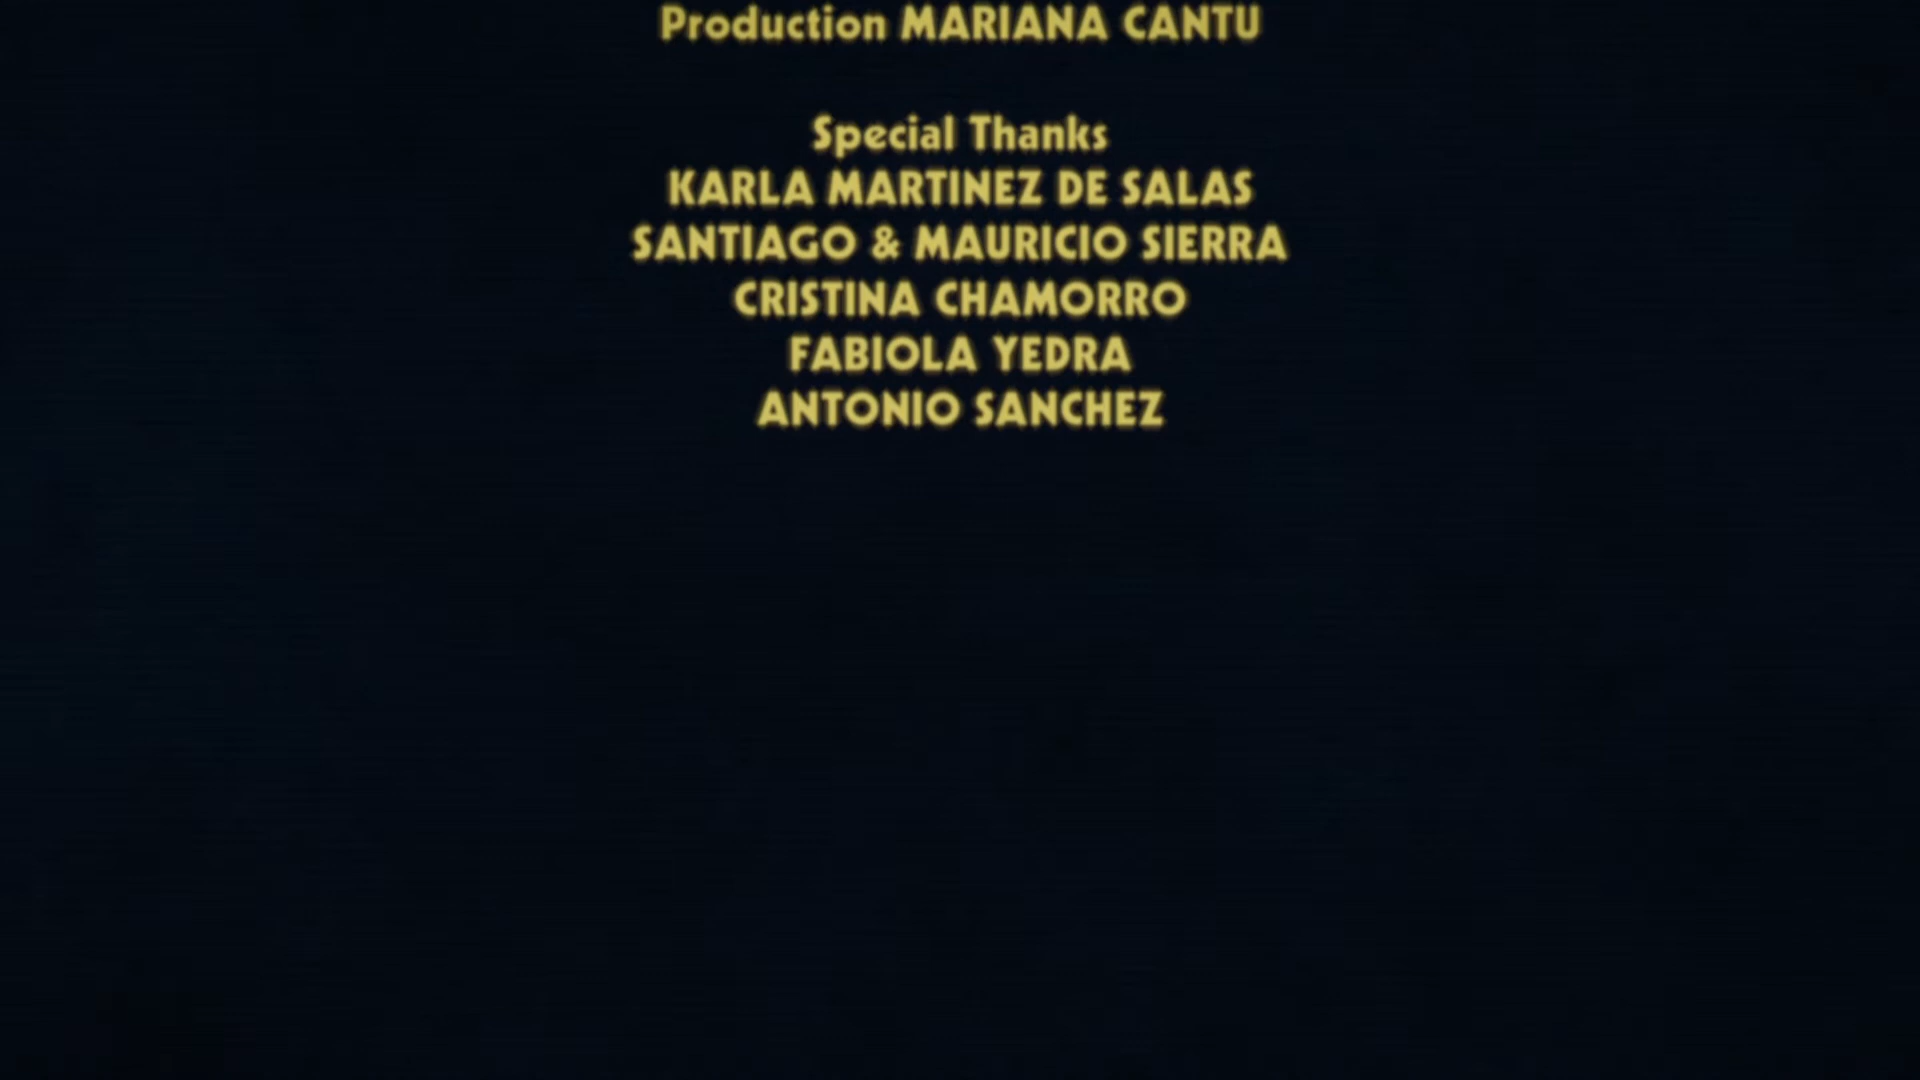 Production MARIANA CANTU
Special Thanks
KARLA MARTINEZ DE SALAS
SANTIAGO & MAURICIO SIERRA
CRISTINA CHAMORRO
FABIOLA YEDRA
ANTONIO SANCHEZ